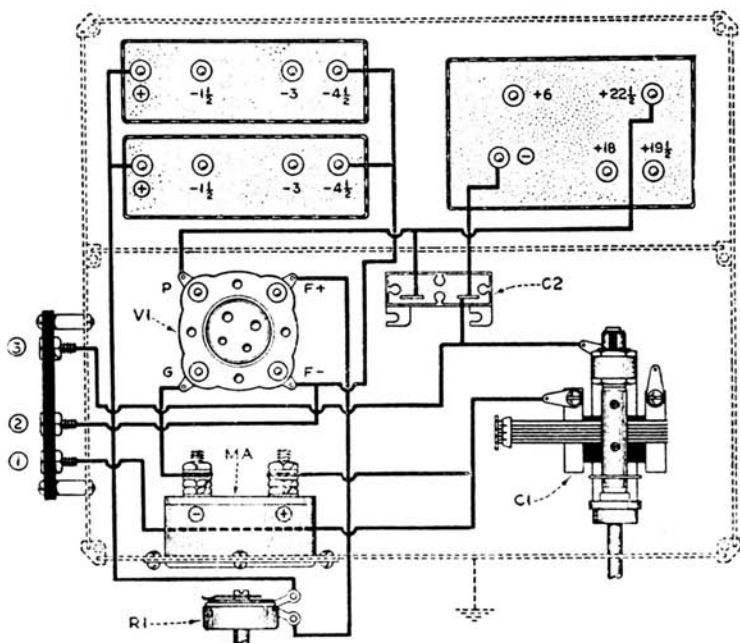 ⊕ -1½ -3 -4½
⊕ -1½ -3 -4½
+6 +22½
⊖ +18 +19½
P F+
V1
G F-
C2
③
②
①
MA
⊖ ⊕
C1
R1